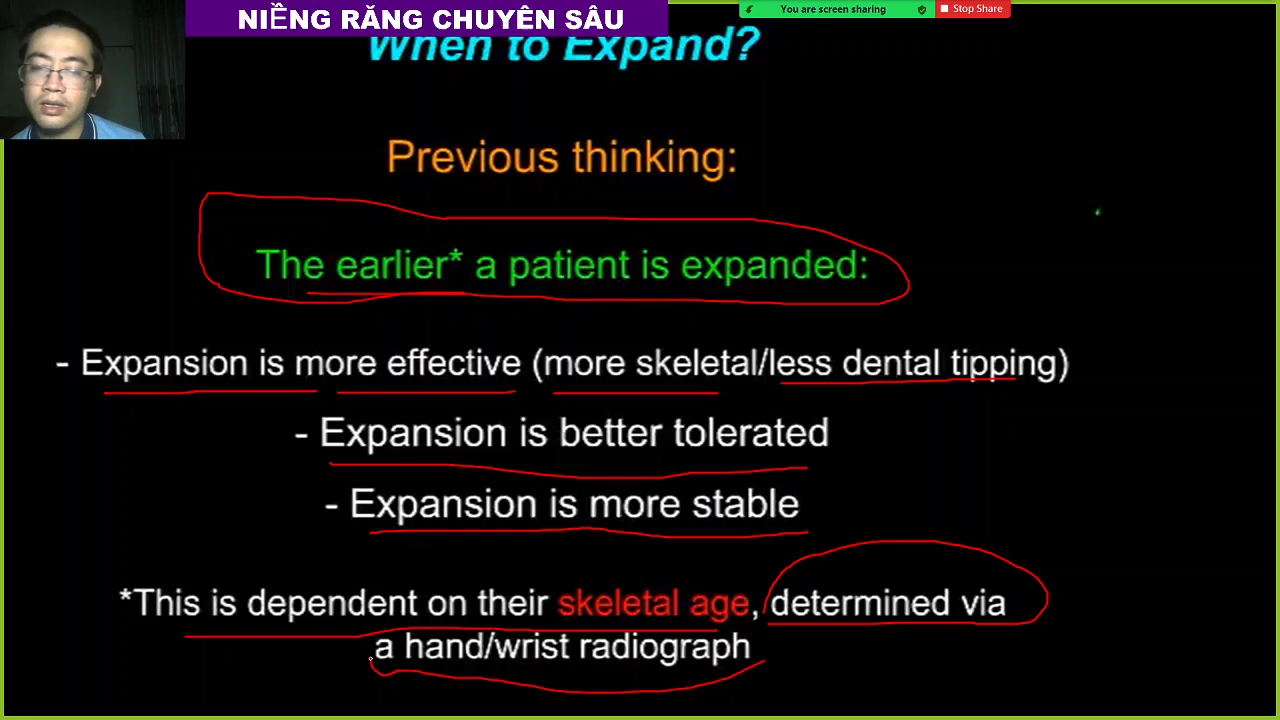 NIỀNG RĂNG CHUYÊN SÂU
You are screen sharing
Stop Share
When to Expand?
Previous thinking:
The earlier* a patient is expanded:
- Expansion is more effective (more skeletal/less dental tipping)
- Expansion is better tolerated
- Expansion is more stable
*This is dependent on their skeletal age, determined via
a hand/wrist radiograph